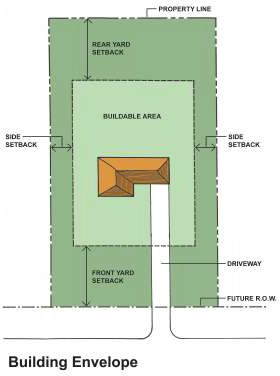 PROPERTY LINE
REAR YARD
SETBACK
BUILDABLE AREA
SIDE
SETBACK
SIDE
SETBACK
DRIVEWAY
FRONT YARD
SETBACK
FUTURE R.O.W.
Building Envelope